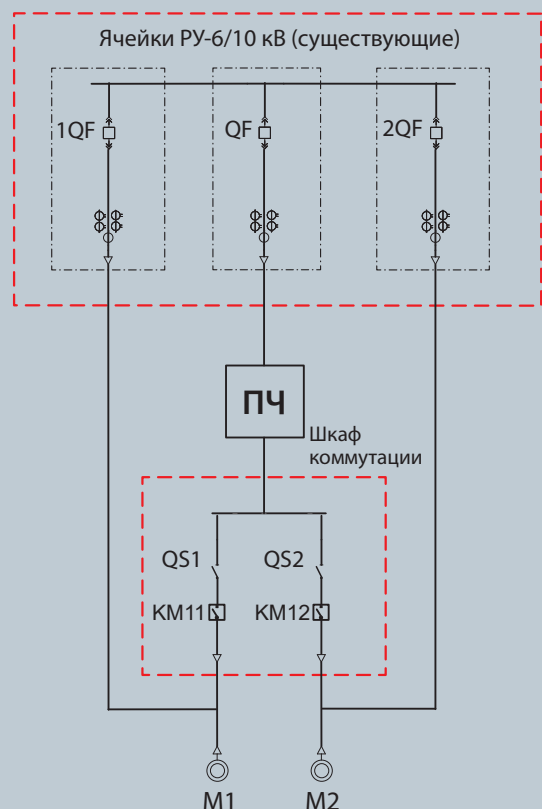 Ячейки РУ-6/10 кВ (существующие)
1QF
QF
2QF
ПЧ
Шкаф
коммутации
QS1
QS2
KM11
KM12
M1
M2